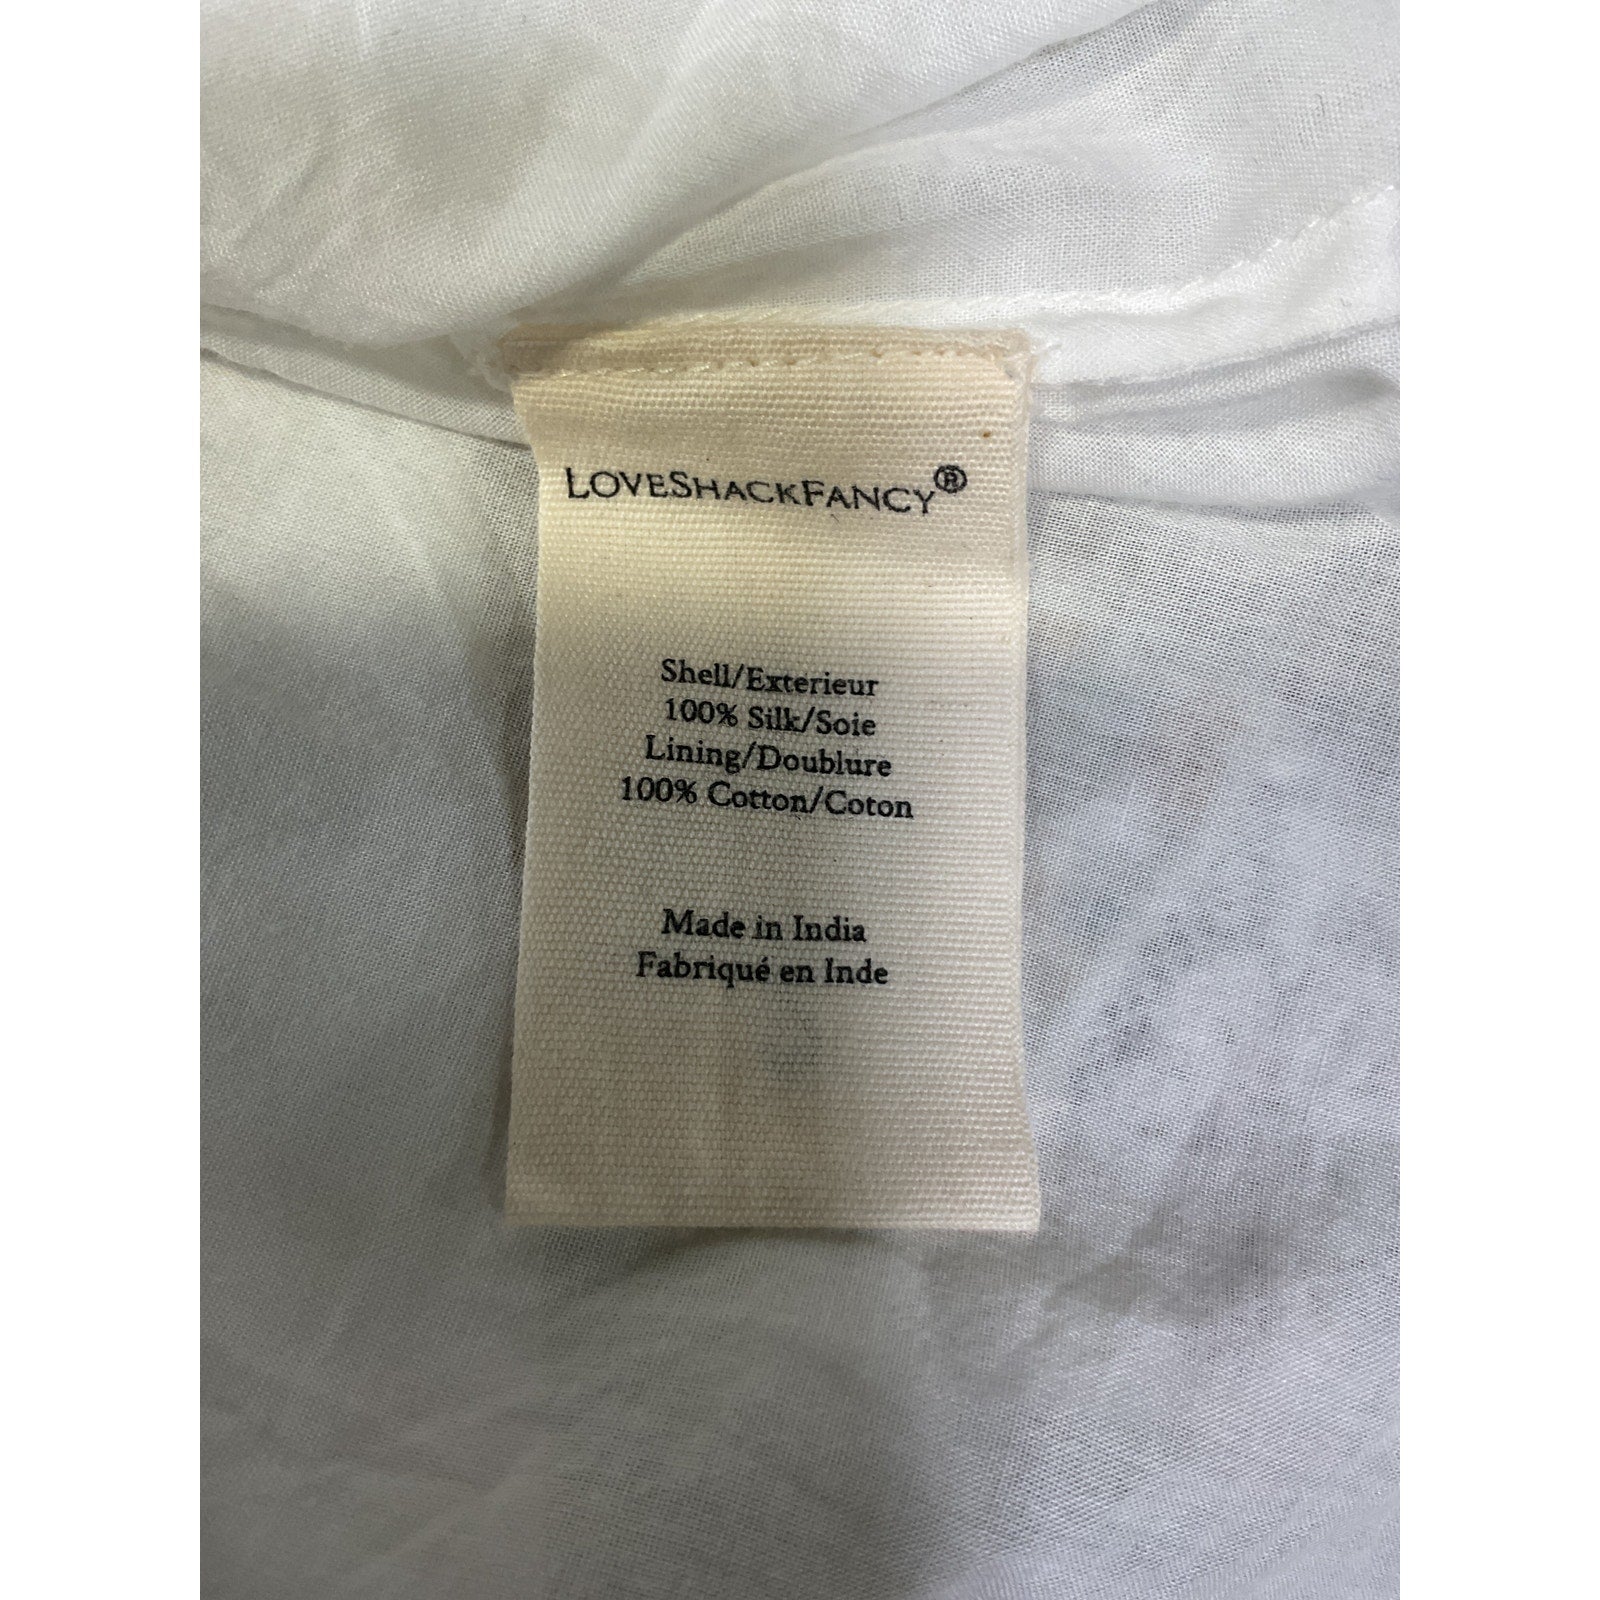 LOVESHACKFANCY®
Shell/Exterieur
100% Silk/Soie
Lining/Doublure
100% Cotton/Coton
Made in India
Fabriqué en Inde